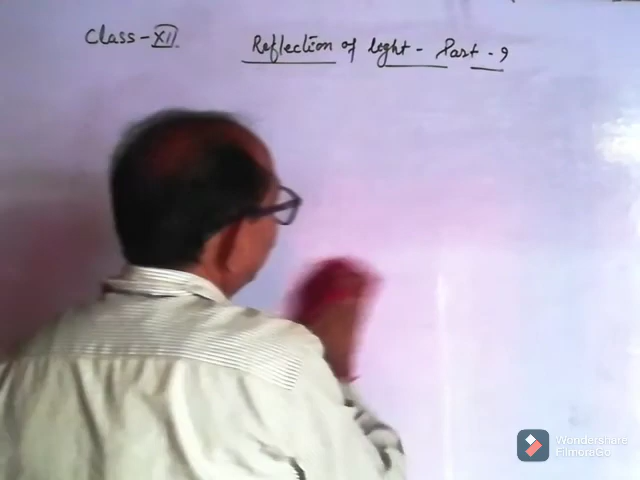 Class - XII
Reflection of light - Part - 9
Wondershare
FilmoraGo